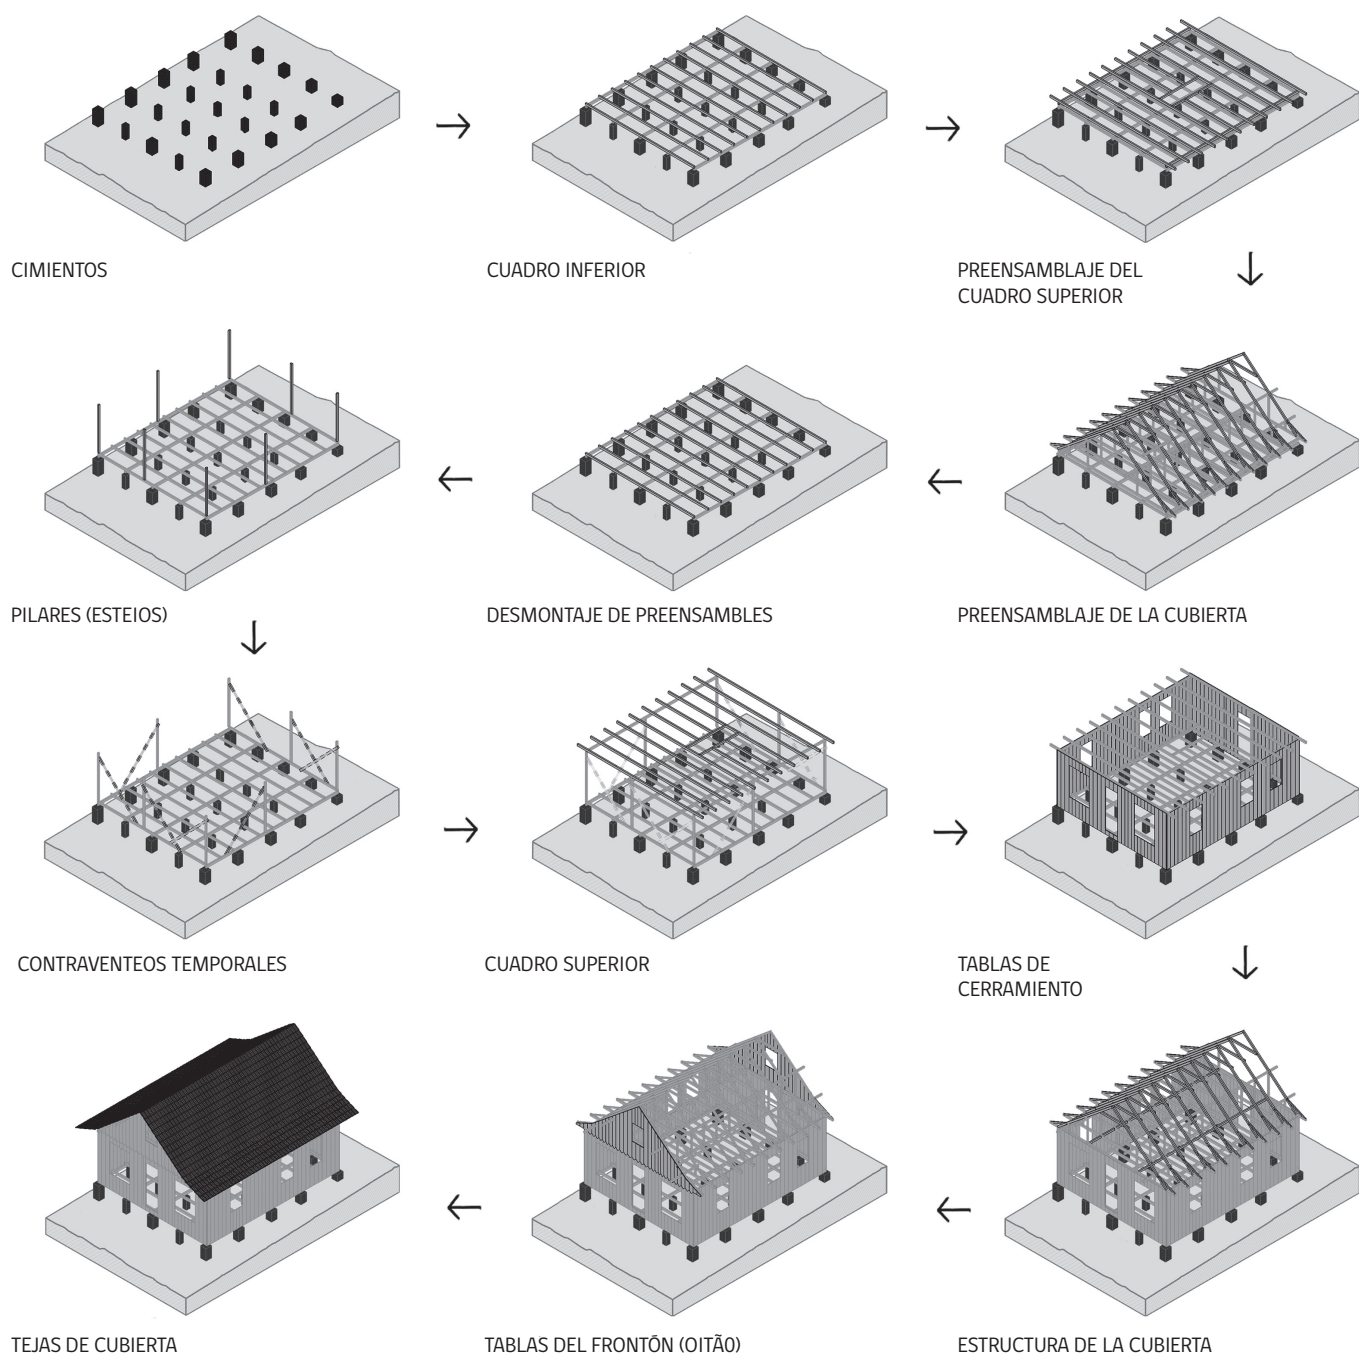 CIMIENTOS
CUADRO INFERIOR
PREENSAMBLAJE DEL
CUADRO SUPERIOR
PILARES (ESTEIOS)
DESMONTAJE DE PREENSAMBLES
PREENSAMBLAJE DE LA CUBIERTA
CONTRAVENTEOS TEMPORALES
CUADRO SUPERIOR
TABLAS DE
CERRAMIENTO
TEJAS DE CUBIERTA
TABLAS DEL FRONTÓN (OITÃO)
ESTRUCTURA DE LA CUBIERTA